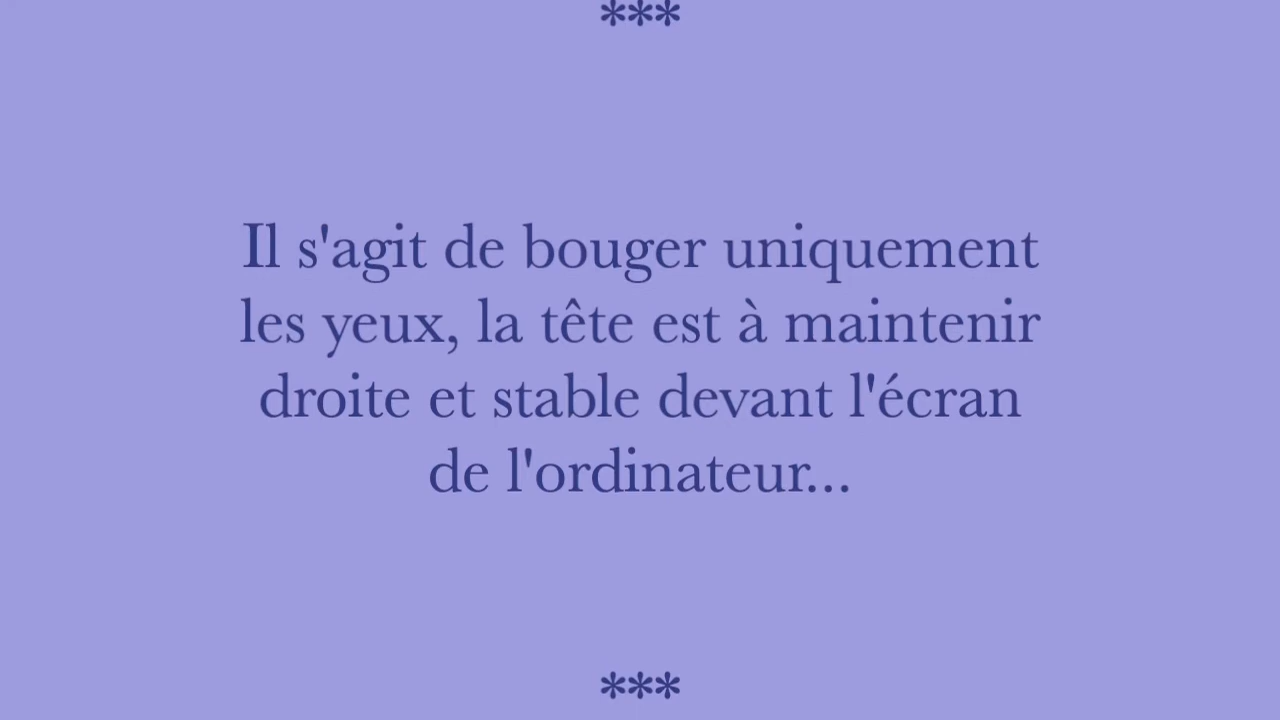 ***
Il s'agit de bouger uniquement
les yeux, la tête est à maintenir
droite et stable devant l'écran
de l'ordinateur...
***